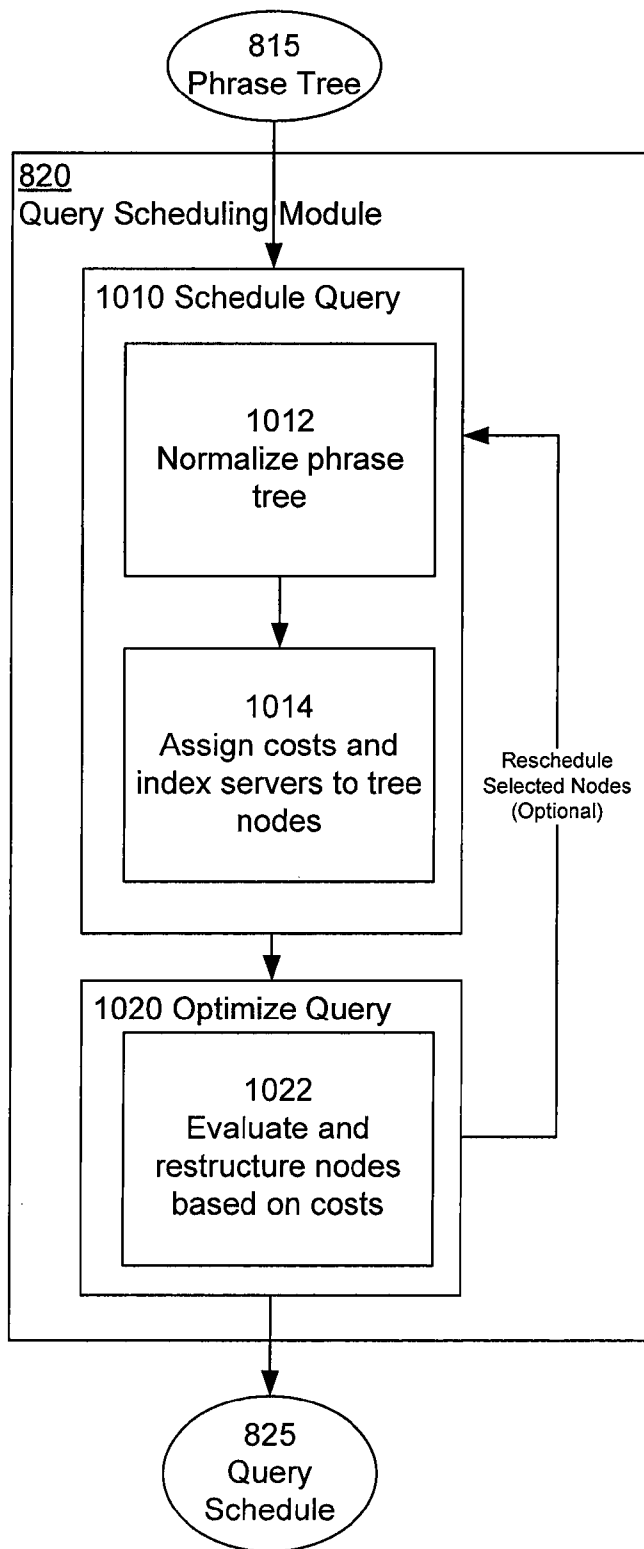 815
Phrase Tree
820
Query Scheduling Module
1010 Schedule Query
1012
Normalize phrase
tree
1014
Assign costs and
index servers to tree
nodes
Reschedule
Selected Nodes
(Optional)
1020 Optimize Query
1022
Evaluate and
restructure nodes
based on costs
825
Query
Schedule